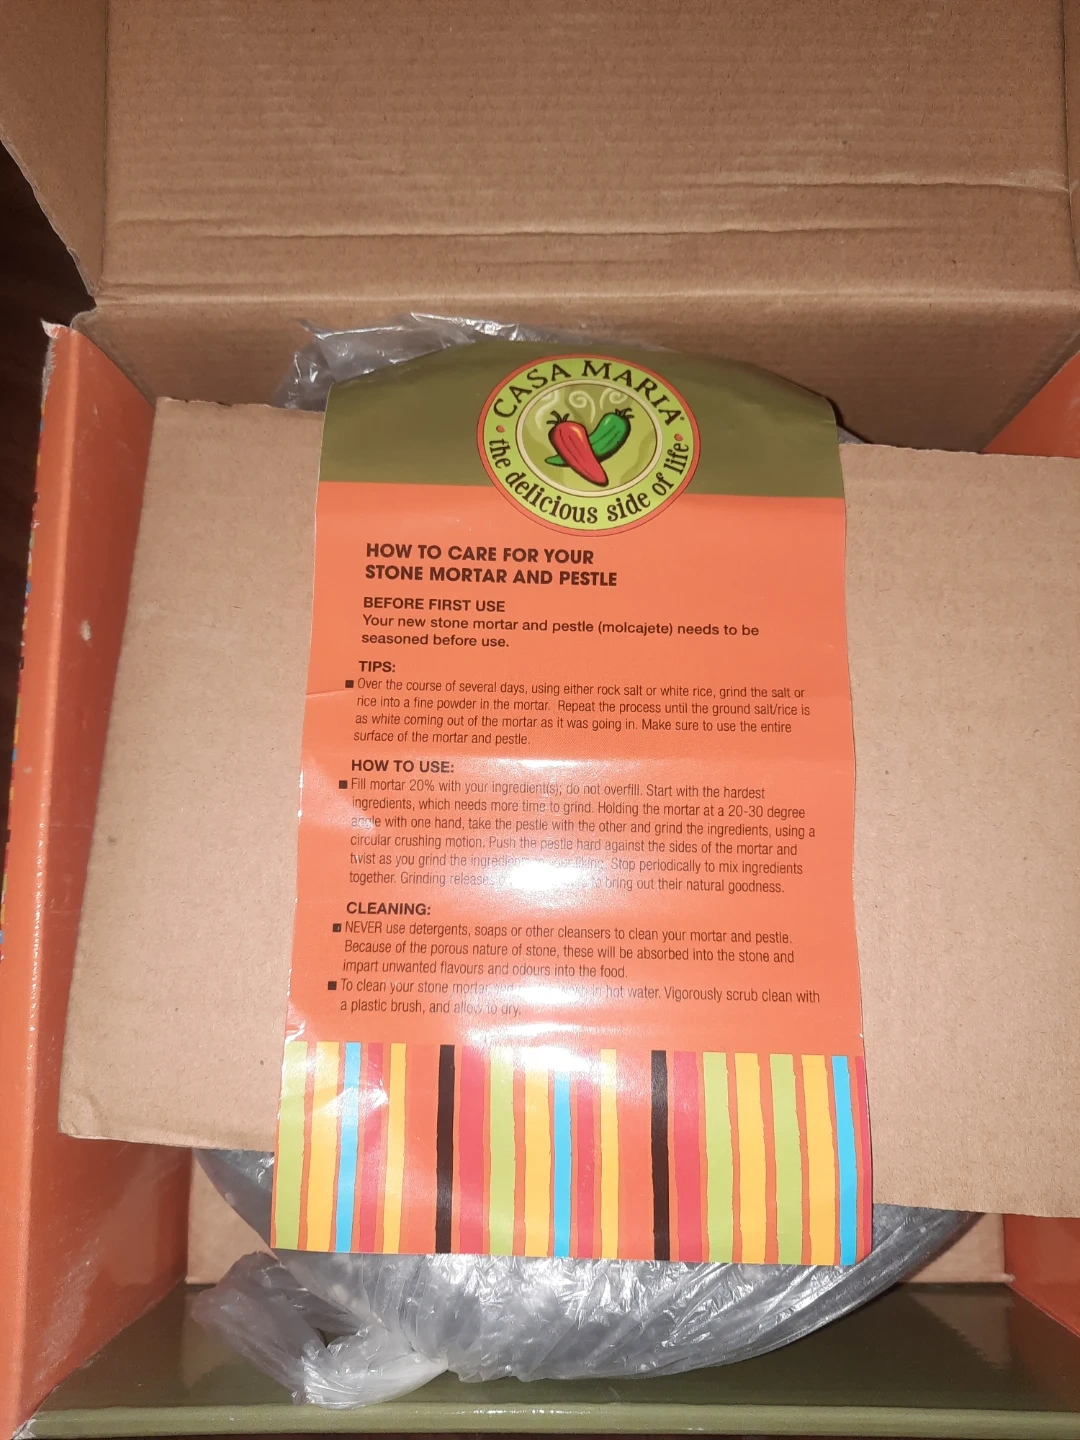 CASA MARIA
the delicious side of life
HOW TO CARE FOR YOUR
STONE MORTAR AND PESTLE
BEFORE FIRST USE
Your new stone mortar and pestle (molcajete) needs to be
seasoned before use.
TIPS:
Over the course of several days, using either rock salt or white rice, grind the salt or
rice into a fine powder in the mortar. Repeat the process until the ground salt/rice is
as white coming out of the mortar as it was going in. Make sure to use the entire
surface of the mortar and pestle.
HOW TO USE:
Fill mortar 20% with your ingredient(s); do not overfill. Start with the hardest
ingredients, which needs more time to grind. Holding the mortar at a 20-30 degree
angle with one hand, take the pestle with the other and grind the ingredients, using a
circular crushing motion. Push the pestle hard against the sides of the mortar and
twist as you grind the ingredients Stop periodically to mix ingredients
together. Grinding releases to bring out their natural goodness.
CLEANING:
NEVER use detergents, soaps or other cleansers to clean your mortar and pestle.
Because of the porous nature of stone, these will be absorbed into the stone and
impart unwanted flavours and odours into the food.
To clean your stone mortar and in hot water. Vigorously scrub clean with
a plastic brush, and allow to dry.